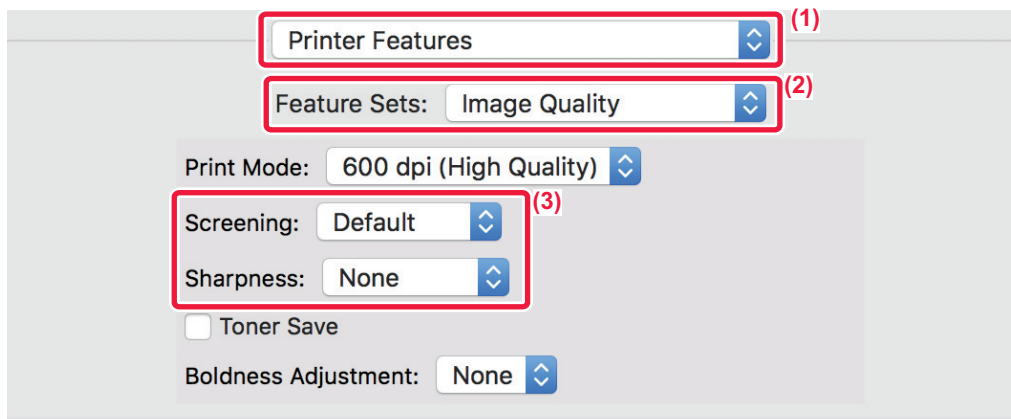 Printer Features (1)
Feature Sets: Image Quality (2)
Print Mode: 600 dpi (High Quality)
(3)
Screening: Default
Sharpness: None
Toner Save
Boldness Adjustment: None